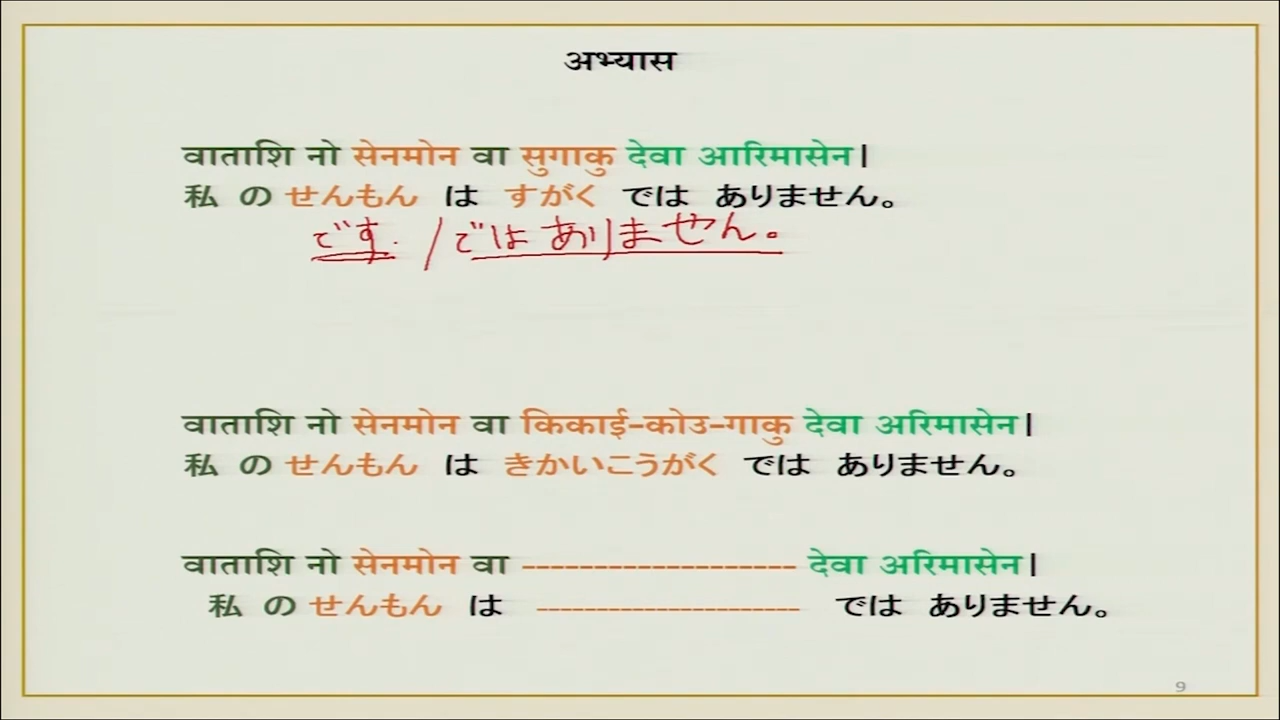 अभ्यास
वाताशि नो सेनमोन वा सुगाकु देवा आरिमासेन|
私 の せんもん は すがく では ありません。
です. / ではありません。
वाताशि नो सेनमोन वा किकाई-कोउ-गाकु देवा अरिमासेन|
私 の せんもん は きかいこうがく では ありません。
वाताशि नो सेनमोन वा ------------------- देवा अरिमासेन|
私 の せんもん は ---------------------- では ありません。
9